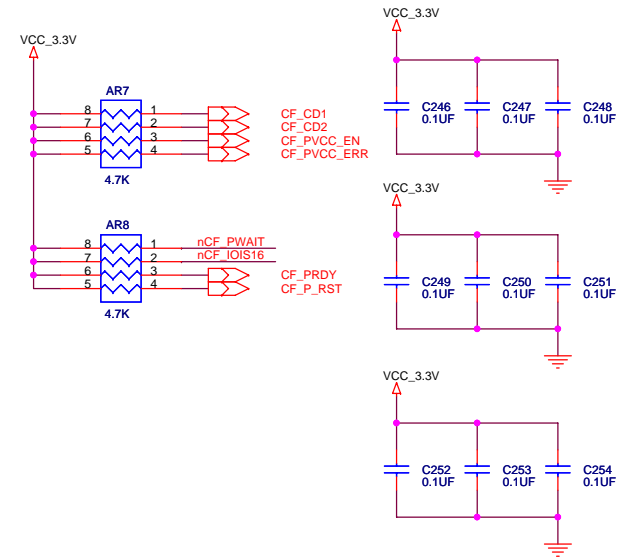 VCC_3.3V
AR7
8 1 CF_CD1
7 2 CF_CD2
6 3 CF_PVCC_EN
5 4 CF_PVCC_ERR
4.7K
AR8
8 1 nCF_PWAIT
7 2 nCF_IOIS16
6 3 CF_PRDY
5 4 CF_P_RST
4.7K
VCC_3.3V
C246 C247 C248
0.1UF 0.1UF 0.1UF
VCC_3.3V
C249 C250 C251
0.1UF 0.1UF 0.1UF
VCC_3.3V
C252 C253 C254
0.1UF 0.1UF 0.1UF